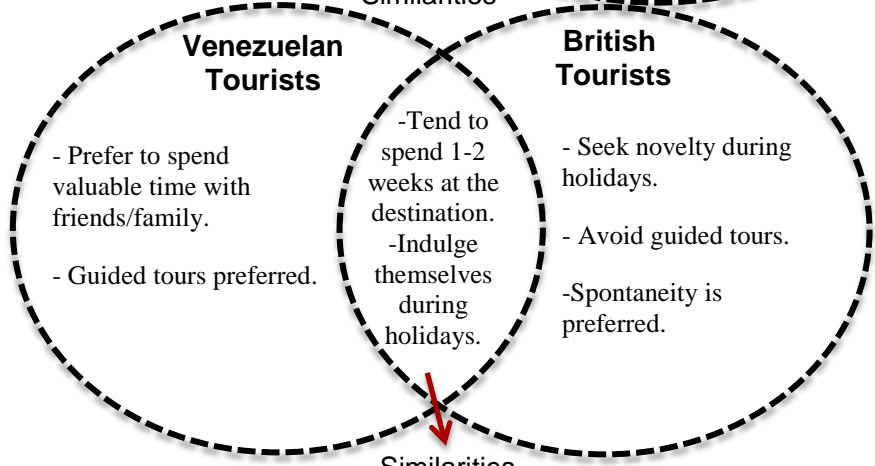 Similarities
Venezuelan
Tourists
- Prefer to spend
valuable time with
friends/family.
- Guided tours preferred.
-Tend to
spend 1-2
weeks at the
destination.
-Indulge
themselves
during
holidays.
British
Tourists
- Seek novelty during
holidays.
- Avoid guided tours.
-Spontaneity is
preferred.
Similarities